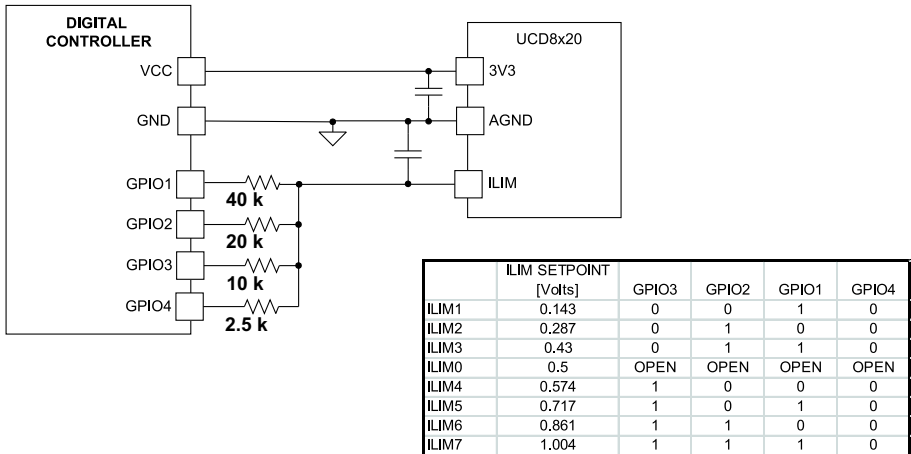 DIGITAL
CONTROLLER
UCD8x20
VCC
3V3
GND
AGND
GPIO1
ILIM
40 k
GPIO2
20 k
GPIO3
10 k
GPIO4
2.5 k
ILIM SETPOINT
[Volts] GPIO3 GPIO2 GPIO1 GPIO4
ILIM1 0.143 0 0 1 0
ILIM2 0.287 0 1 0 0
ILIM3 0.43 0 1 1 0
ILIM0 0.5 OPEN OPEN OPEN OPEN
ILIM4 0.574 1 0 0 0
ILIM5 0.717 1 0 1 0
ILIM6 0.861 1 1 0 0
ILIM7 1.004 1 1 1 0